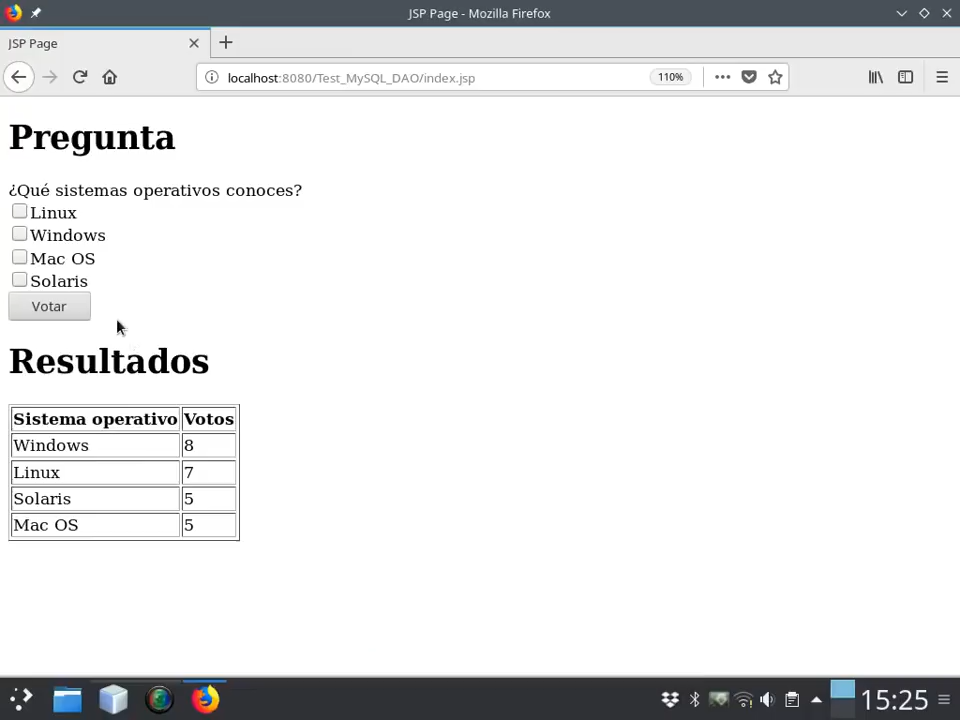 JSP Page - Mozilla Firefox
JSP Page
localhost:8080/Test_MySQL_DAO/index.jsp
110%
Pregunta
¿Qué sistemas operativos conoces?
Linux
Windows
Mac OS
Solaris
Votar
Resultados
Sistema operativo Votos
Windows 8
Linux 7
Solaris 5
Mac OS 5
15:25